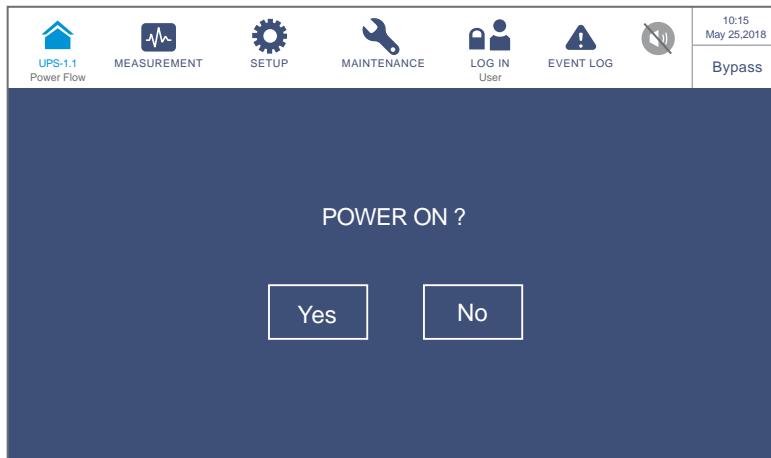 UPS-1.1
Power Flow
MEASUREMENT
SETUP
MAINTENANCE
LOG IN
User
EVENT LOG
10:15
May 25,2018
Bypass
POWER ON ?
Yes
No